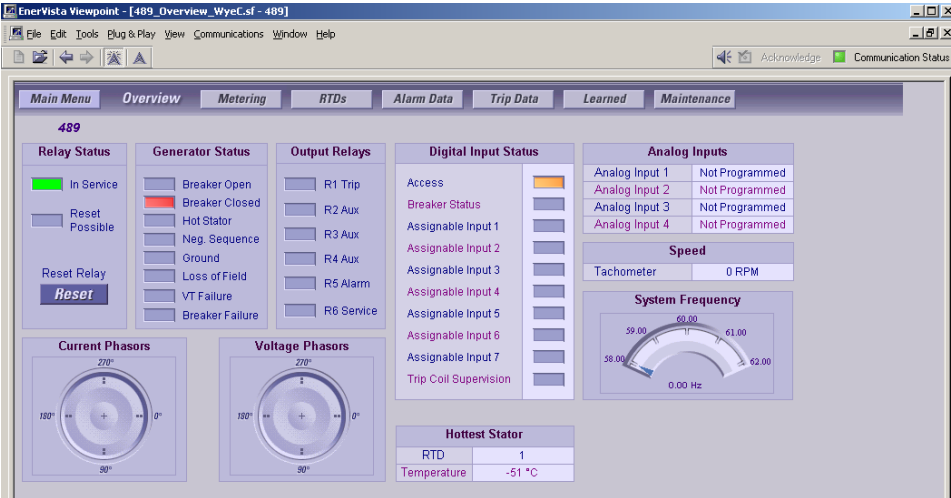 EnerVista Viewpoint - [489_Overview_WyeC.sf - 489]
File Edit Tools Plug & Play View Communications Window Help
Acknowledge Communication Status
Main Menu Overview Metering RTDs Alarm Data Trip Data Learned Maintenance
489
Relay Status
In Service
Reset Possible
Reset Relay
Reset
Generator Status
Breaker Open
Breaker Closed
Hot Stator
Neg. Sequence
Ground
Loss of Field
VT Failure
Breaker Failure
Output Relays
R1 Trip
R2 Aux
R3 Aux
R4 Aux
R5 Alarm
R6 Service
Digital Input Status
Access
Breaker Status
Assignable Input 1
Assignable Input 2
Assignable Input 3
Assignable Input 4
Assignable Input 5
Assignable Input 6
Assignable Input 7
Trip Coil Supervision
Analog Inputs
Analog Input 1 Not Programmed
Analog Input 2 Not Programmed
Analog Input 3 Not Programmed
Analog Input 4 Not Programmed
Speed
Tachometer 0 RPM
System Frequency
60.00
59.00 61.00
58.00 62.00
0.00 Hz
Current Phasors
270°
180° 0°
90°
Voltage Phasors
270°
180° 0°
90°
Hottest Stator
RTD 1
Temperature -51 °C